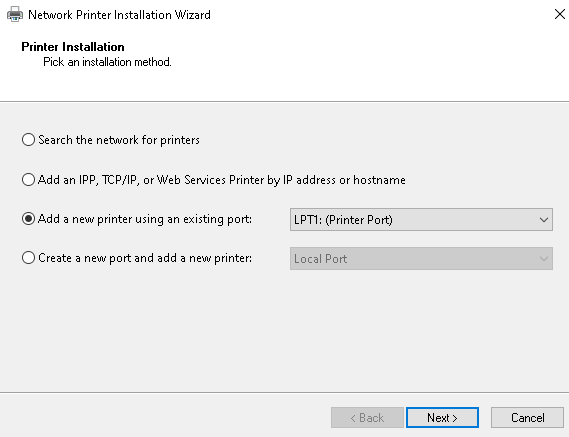 Network Printer Installation Wizard
Printer Installation
Pick an installation method.
Search the network for printers
Add an IPP, TCP/IP, or Web Services Printer by IP address or hostname
Add a new printer using an existing port: LPT1: (Printer Port)
Create a new port and add a new printer: Local Port
< Back Next > Cancel